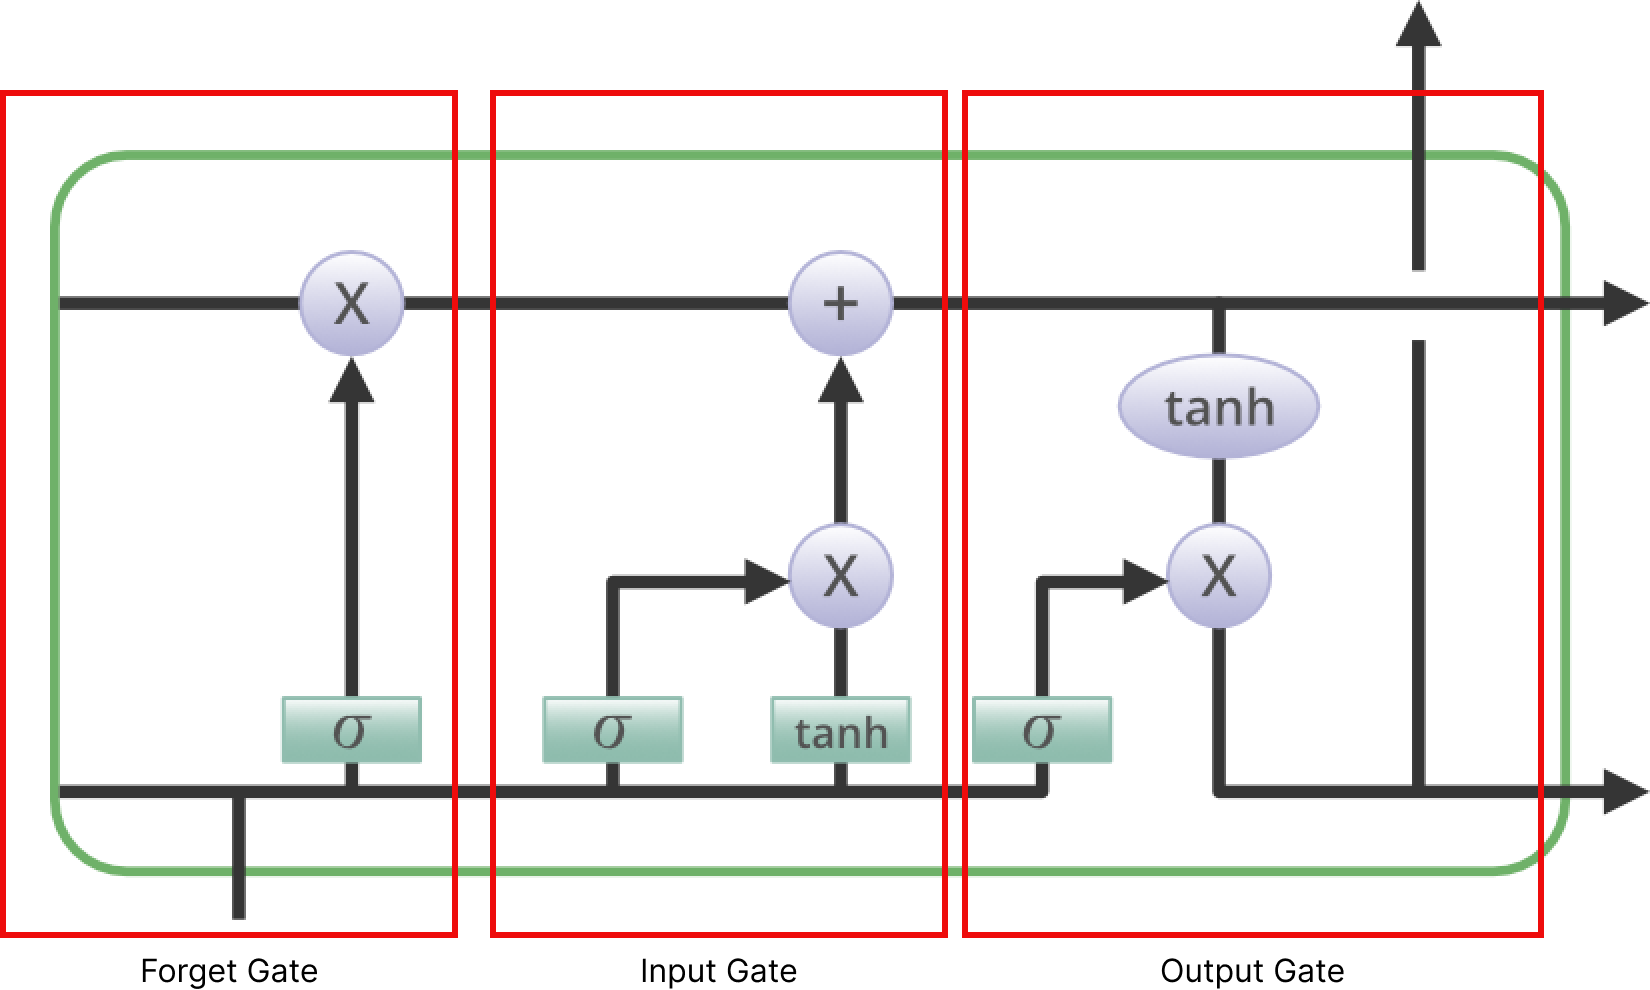 X
+
tanh
X
X
σ
σ
tanh
σ
Forget Gate
Input Gate
Output Gate